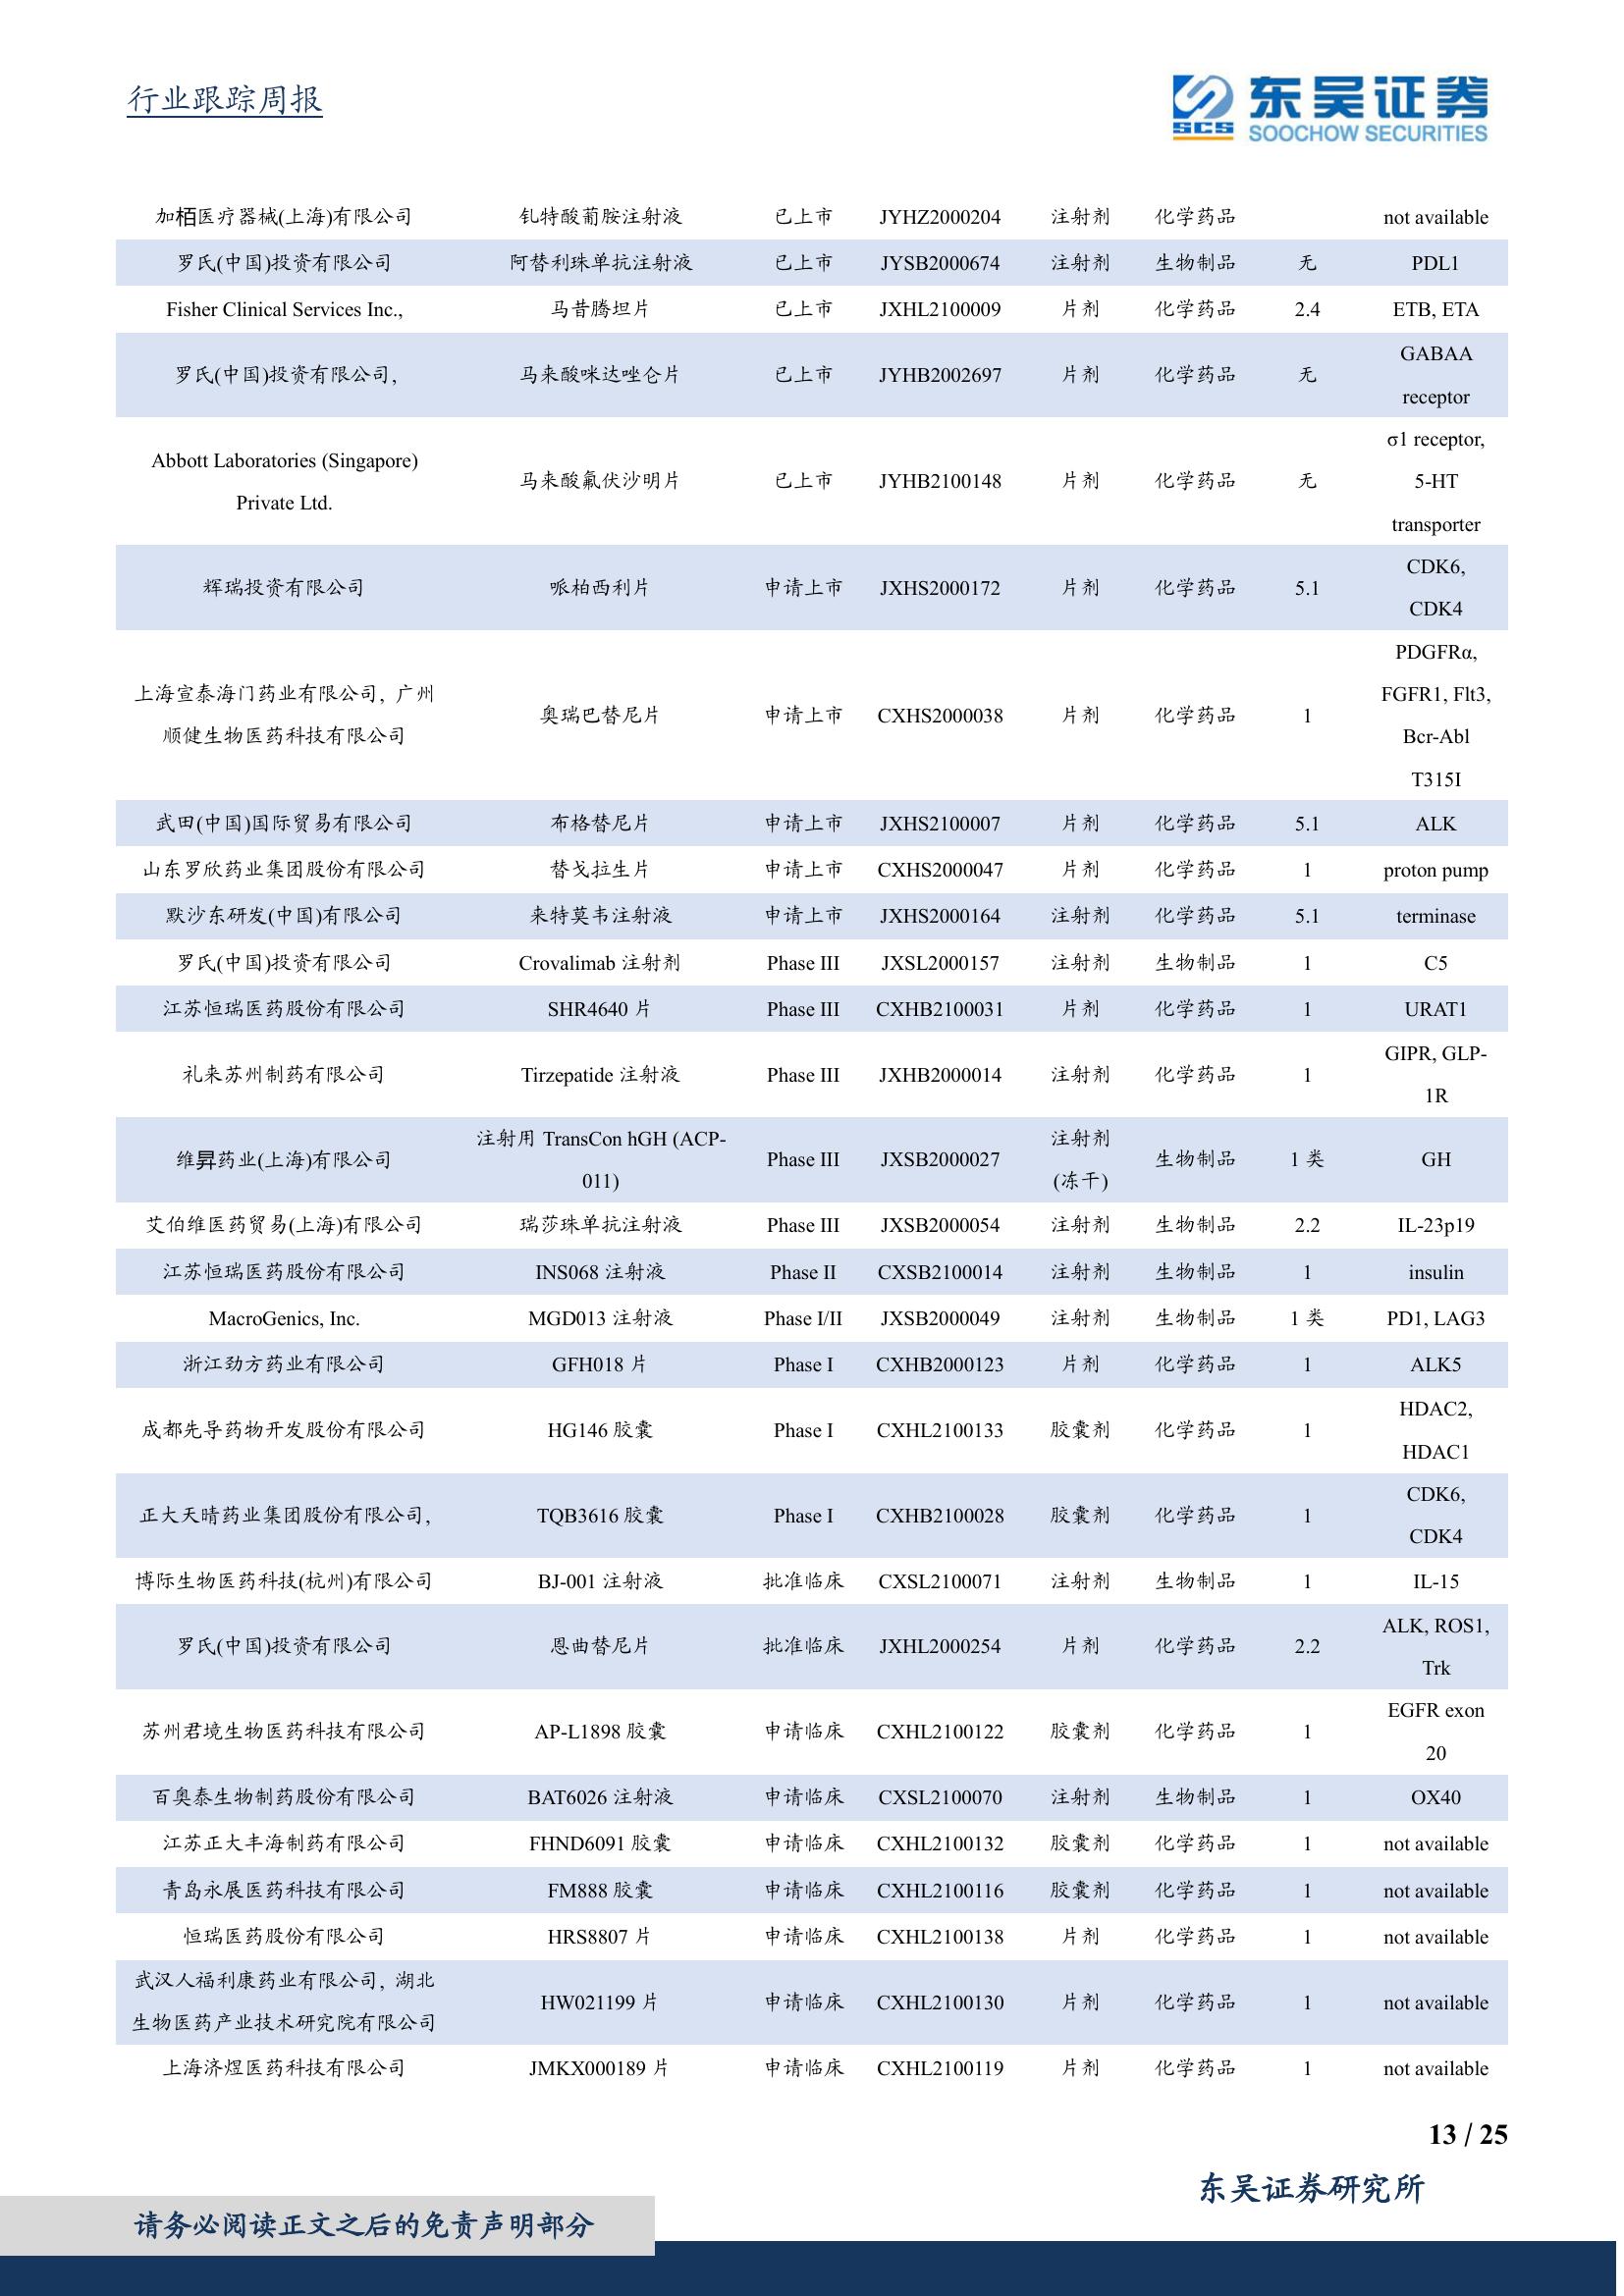 行业跟踪周报
SCS
东吴证券
SOOCHOW SECURITIES
加栢医疗器械(上海)有限公司 钆特酸葡胺注射液 已上市 JYHZ2000204 注射剂 化学药品 not available
罗氏(中国)投资有限公司 阿替利珠单抗注射液 已上市 JYSB2000674 注射剂 生物制品 无 PDL1
Fisher Clinical Services Inc., 马昔腾坦片 已上市 JXHL2100009 片剂 化学药品 2.4 ETB, ETA
罗氏(中国)投资有限公司, 马来酸咪达唑仑片 已上市 JYHB2002697 片剂 化学药品 无 GABAA
receptor
Abbott Laboratories (Singapore)
Private Ltd. 马来酸氟伏沙明片 已上市 JYHB2100148 片剂 化学药品 无 σ1 receptor,
5-HT
transporter
辉瑞投资有限公司 哌柏西利片 申请上市 JXHS2000172 片剂 化学药品 5.1 CDK6,
CDK4
上海宣泰海门药业有限公司, 广州
顺健生物医药科技有限公司 奥瑞巴替尼片 申请上市 CXHS2000038 片剂 化学药品 1 PDGFRα,
FGFR1, Flt3,
Bcr-Abl
T315I
武田(中国)国际贸易有限公司 布格替尼片 申请上市 JXHS2100007 片剂 化学药品 5.1 ALK
山东罗欣药业集团股份有限公司 替戈拉生片 申请上市 CXHS2000047 片剂 化学药品 1 proton pump
默沙东研发(中国)有限公司 来特莫韦注射液 申请上市 JXHS2000164 注射剂 化学药品 5.1 terminase
罗氏(中国)投资有限公司 Crovalimab 注射剂 Phase III JXSL2000157 注射剂 生物制品 1 C5
江苏恒瑞医药股份有限公司 SHR4640 片 Phase III CXHB2100031 片剂 化学药品 1 URAT1
礼来苏州制药有限公司 Tirzepatide 注射液 Phase III JXHB2000014 注射剂 化学药品 1 GIPR, GLP-
1R
维昇药业(上海)有限公司 注射用 TransCon hGH (ACP-
011) Phase III JXSB2000027 注射剂
(冻干) 生物制品 1 类 GH
艾伯维医药贸易(上海)有限公司 瑞莎珠单抗注射液 Phase III JXSB2000054 注射剂 生物制品 2.2 IL-23p19
江苏恒瑞医药股份有限公司 INS068 注射液 Phase II CXSB2100014 注射剂 生物制品 1 insulin
MacroGenics, Inc. MGD013 注射液 Phase I/II JXSB2000049 注射剂 生物制品 1 类 PD1, LAG3
浙江劲方药业有限公司 GFH018 片 Phase I CXHB2000123 片剂 化学药品 1 ALK5
成都先导药物开发股份有限公司 HG146 胶囊 Phase I CXHL2100133 胶囊剂 化学药品 1 HDAC2,
HDAC1
正大天晴药业集团股份有限公司, TQB3616 胶囊 Phase I CXHB2100028 胶囊剂 化学药品 1 CDK6,
CDK4
博际生物医药科技(杭州)有限公司 BJ-001 注射液 批准临床 CXSL2100071 注射剂 生物制品 1 IL-15
罗氏(中国)投资有限公司 恩曲替尼片 批准临床 JXHL2000254 片剂 化学药品 2.2 ALK, ROS1,
Trk
苏州君境生物医药科技有限公司 AP-L1898 胶囊 申请临床 CXHL2100122 胶囊剂 化学药品 1 EGFR exon
20
百奥泰生物制药股份有限公司 BAT6026 注射液 申请临床 CXSL2100070 注射剂 生物制品 1 OX40
江苏正大丰海制药有限公司 FHND6091 胶囊 申请临床 CXHL2100132 胶囊剂 化学药品 1 not available
青岛永展医药科技有限公司 FM888 胶囊 申请临床 CXHL2100116 胶囊剂 化学药品 1 not available
恒瑞医药股份有限公司 HRS8807 片 申请临床 CXHL2100138 片剂 化学药品 1 not available
武汉人福利康药业有限公司, 湖北
生物医药产业技术研究院有限公司 HW021199 片 申请临床 CXHL2100130 片剂 化学药品 1 not available
上海济煜医药科技有限公司 JMKX000189 片 申请临床 CXHL2100119 片剂 化学药品 1 not available
13 / 25
东吴证券研究所
请务必阅读正文之后的免责声明部分